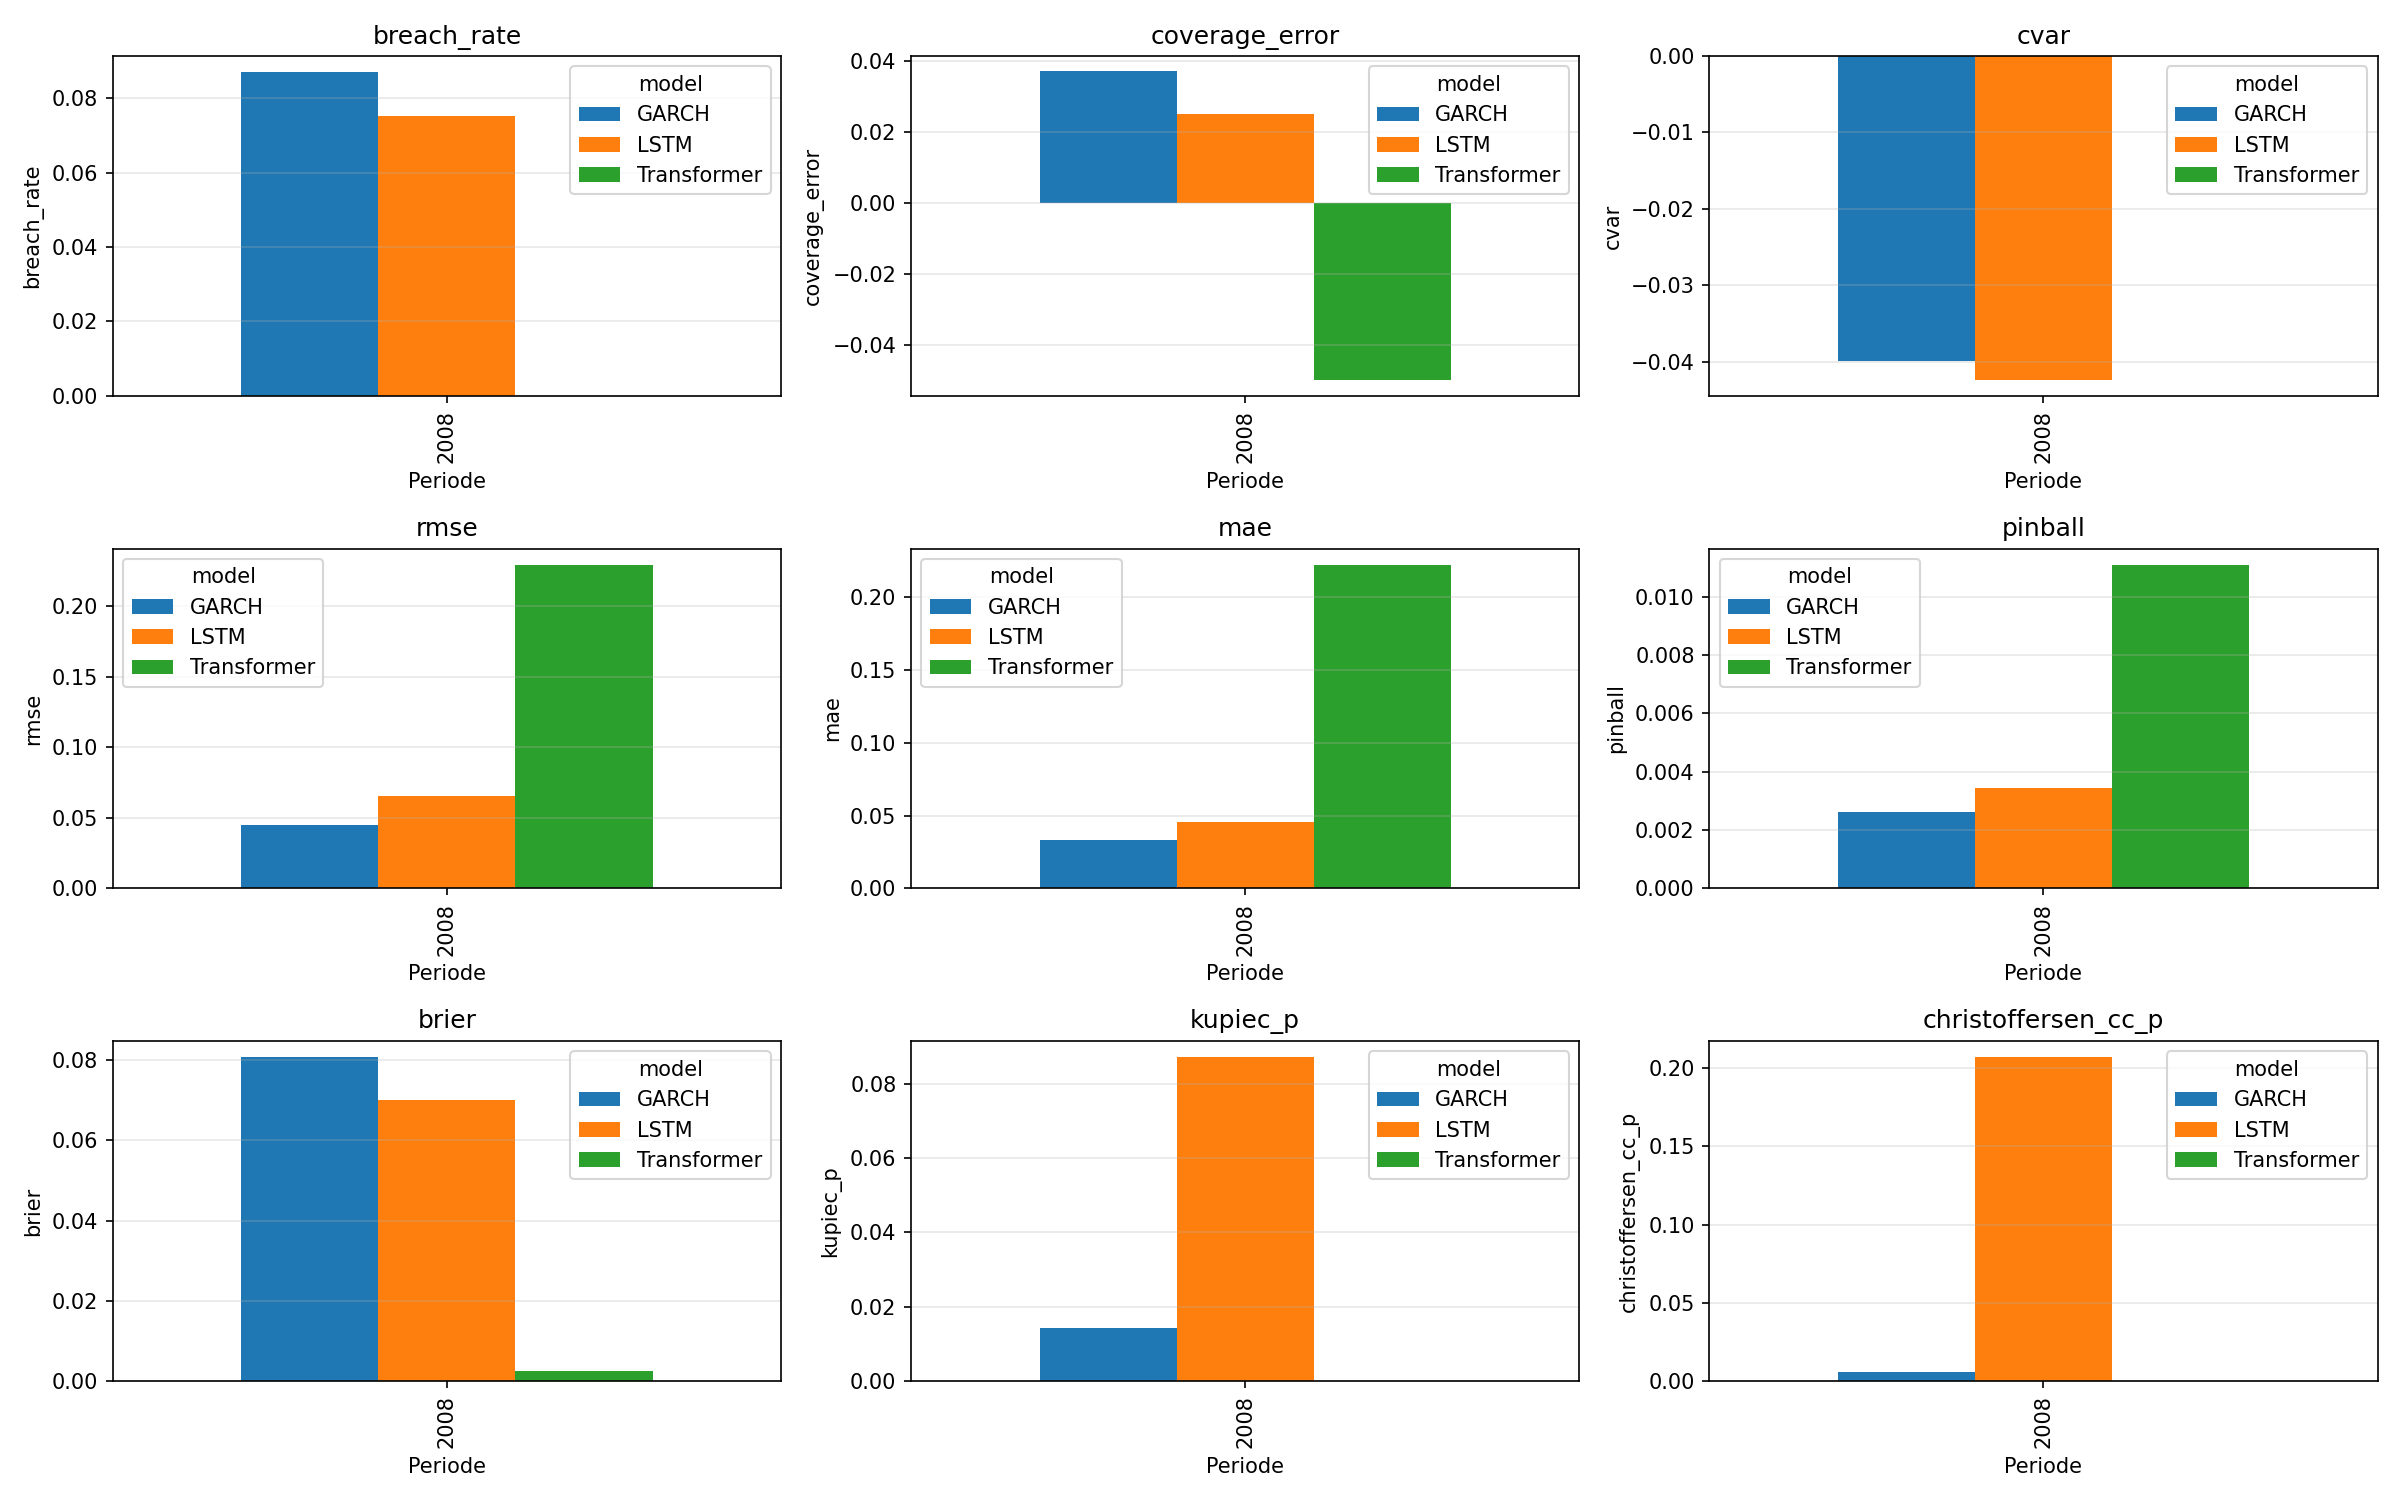 breach_rate
breach_rate
0.08
0.06
0.04
0.02
0.00
model
GARCH
LSTM
Transformer
2008
Periode
coverage_error
coverage_error
0.04
0.02
0.00
−0.02
−0.04
model
GARCH
LSTM
Transformer
2008
Periode
cvar
cvar
0.00
−0.01
−0.02
−0.03
−0.04
model
GARCH
LSTM
Transformer
2008
Periode
rmse
rmse
0.20
0.15
0.10
0.05
0.00
model
GARCH
LSTM
Transformer
2008
Periode
mae
mae
0.20
0.15
0.10
0.05
0.00
model
GARCH
LSTM
Transformer
2008
Periode
pinball
pinball
0.010
0.008
0.006
0.004
0.002
0.000
model
GARCH
LSTM
Transformer
2008
Periode
brier
brier
0.08
0.06
0.04
0.02
0.00
model
GARCH
LSTM
Transformer
2008
Periode
kupiec_p
kupiec_p
0.08
0.06
0.04
0.02
0.00
model
GARCH
LSTM
Transformer
2008
Periode
christoffersen_cc_p
christoffersen_cc_p
0.20
0.15
0.10
0.05
0.00
model
GARCH
LSTM
Transformer
2008
Periode